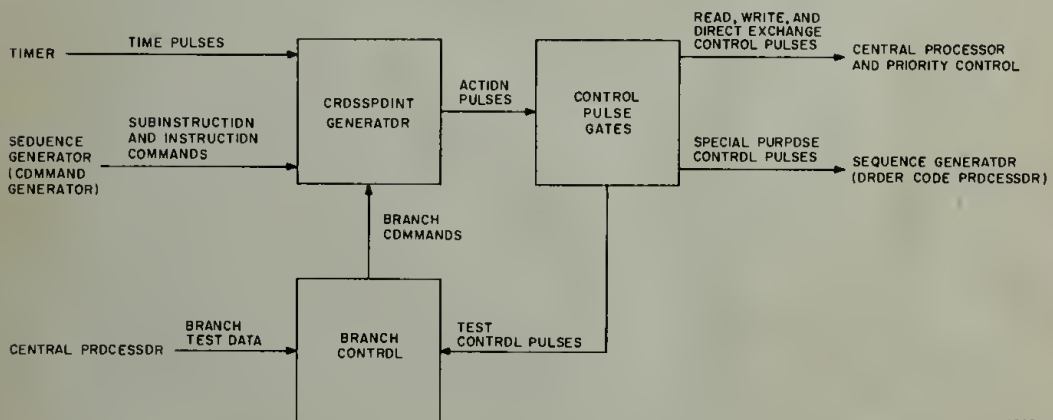 TIMER
TIME PULSES
SEQUENCE
GENERATOR
(COMMAND
GENERATOR)
SUBINSTRUCTION
AND INSTRUCTION
COMMANDS
CROSSPOINT
GENERATOR
ACTION
PULSES
CONTROL
PULSE
GATES
READ, WRITE, AND
DIRECT EXCHANGE
CONTROL PULSES
CENTRAL PROCESSOR
AND PRIORITY CONTROL
SPECIAL PURPOSE
CONTROL PULSES
SEQUENCE GENERATOR
(ORDER CODE PROCESSOR)
BRANCH
COMMANDS
CENTRAL PROCESSOR
BRANCH
TEST DATA
BRANCH
CONTROL
TEST
CONTROL PULSES